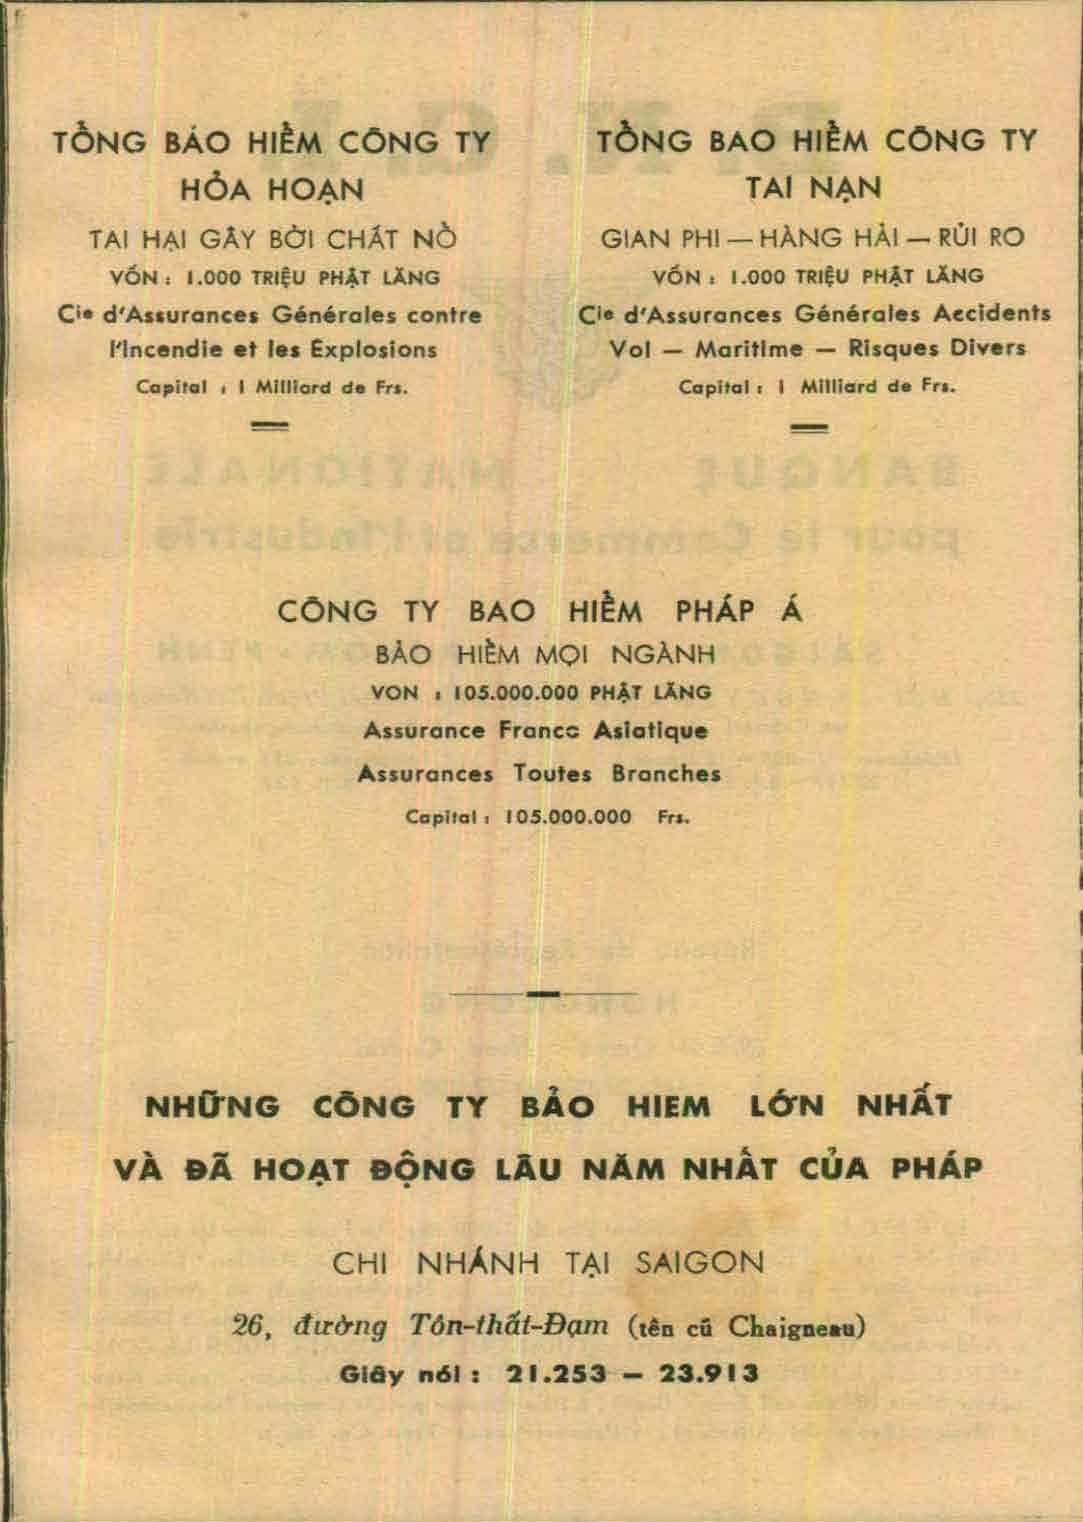 TỔNG BÁO HIỂM CÔNG TY
HỎA HOẠN
TAI HẠI GÂY BỞI CHẤT NỔ
VỐN : 1.000 TRIỆU PHẬT LĂNG
Cie d'Assurances Générales contre
l'Incendie et les Explosions
Capital : 1 Milliard de Frs.
TỔNG BAO HIỂM CÔNG TY
TAI NẠN
GIAN PHI — HÀNG HẢI — RỦI RO
VỐN : 1.000 TRIỆU PHẬT LĂNG
Cie d'Assurances Générales Accidents
Vol — Maritime — Risques Divers
Capital : 1 Milliard de Frs.
CÔNG TY BAO HIỂM PHÁP Á
BẢO HIỂM MỌI NGÀNH
VON : 105.000.000 PHẬT LĂNG
Assurance Franco Asiatique
Assurances Toutes Branches
Capital : 105.000.000 Frs.
NHỮNG CÔNG TY BẢO HIEM LỚN NHẤT
VÀ ĐÃ HOẠT ĐỘNG LÂU NĂM NHẤT CỦA PHÁP
CHI NHÁNH TẠI SAIGON
26, đường Tôn-thất-Đạm (tên cũ Chaigneau)
Giây nói : 21.253 — 23.913